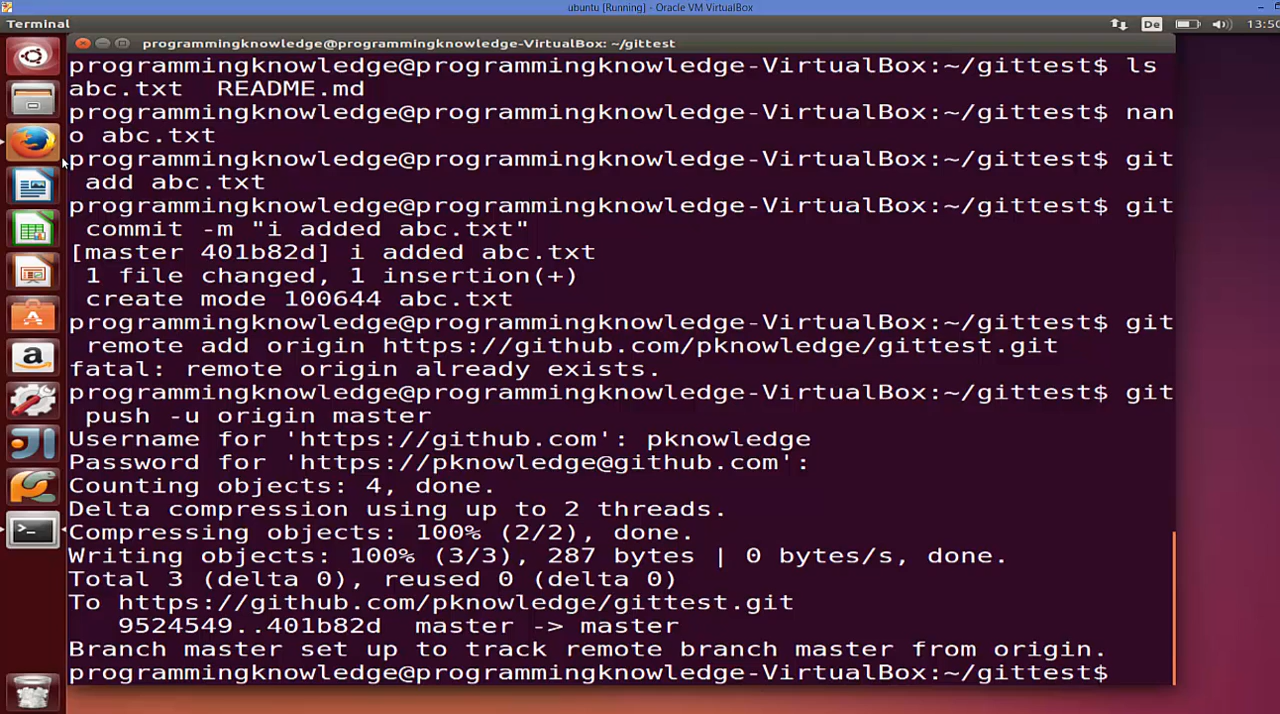 ubuntu [Running] - Oracle VM VirtualBox
Terminal
De
13:50
programmingknowledge@programmingknowledge-VirtualBox: ~/gittest
programmingknowledge@programmingknowledge-VirtualBox:~/gittest$ ls
abc.txt  README.md
programmingknowledge@programmingknowledge-VirtualBox:~/gittest$ nan
o abc.txt
programmingknowledge@programmingknowledge-VirtualBox:~/gittest$ git
 add abc.txt
programmingknowledge@programmingknowledge-VirtualBox:~/gittest$ git
 commit -m "i added abc.txt"
[master 401b82d] i added abc.txt
 1 file changed, 1 insertion(+)
 create mode 100644 abc.txt
programmingknowledge@programmingknowledge-VirtualBox:~/gittest$ git
 remote add origin https://github.com/pknowledge/gittest.git
fatal: remote origin already exists.
programmingknowledge@programmingknowledge-VirtualBox:~/gittest$ git
 push -u origin master
Username for 'https://github.com': pknowledge
Password for 'https://pknowledge@github.com':
Counting objects: 4, done.
Delta compression using up to 2 threads.
Compressing objects: 100% (2/2), done.
Writing objects: 100% (3/3), 287 bytes | 0 bytes/s, done.
Total 3 (delta 0), reused 0 (delta 0)
To https://github.com/pknowledge/gittest.git
   9524549..401b82d  master -> master
Branch master set up to track remote branch master from origin.
programmingknowledge@programmingknowledge-VirtualBox:~/gittest$